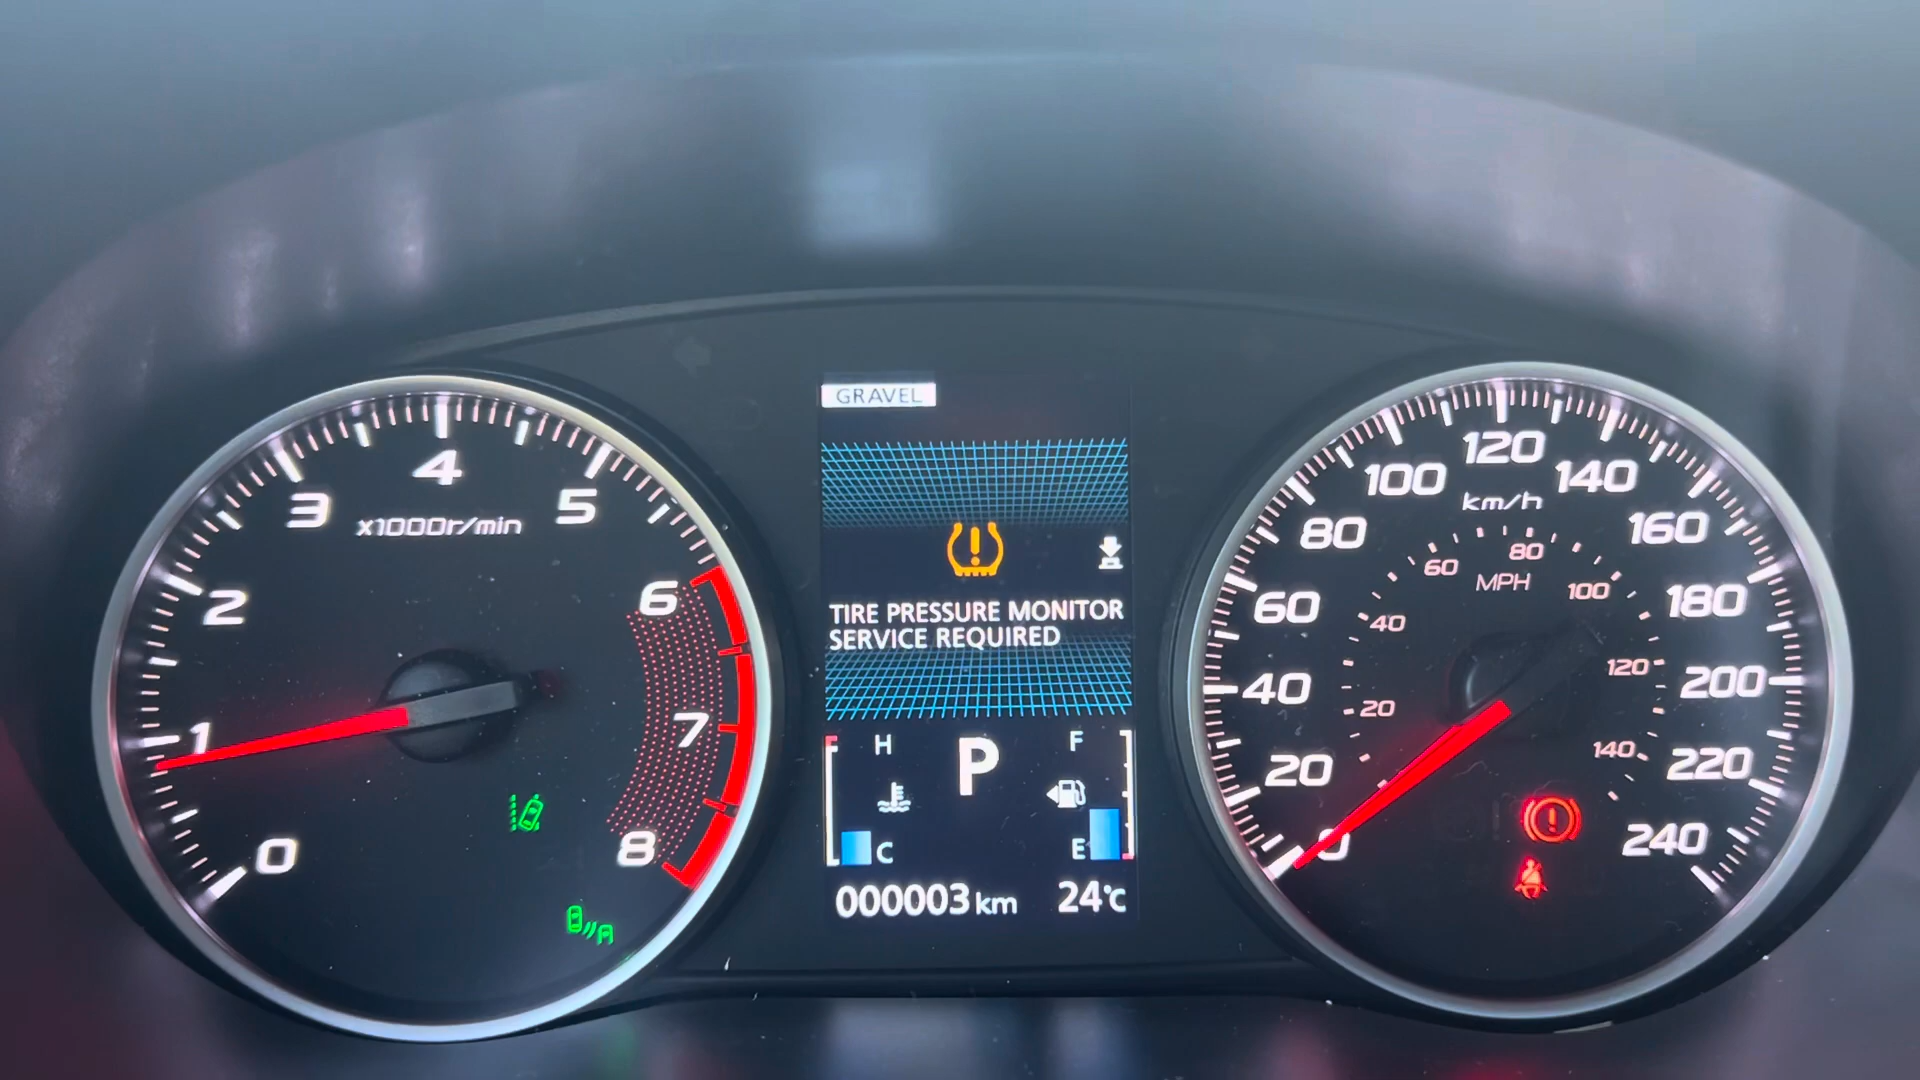 GRAVEL
TIRE PRESSURE MONITOR
SERVICE REQUIRED
H
P
F
C
E
000003 km
24°C
0
1
2
3
4
5
6
7
8
x1000r/min
0
20
40
60
80
100
120
140
160
180
200
220
240
km/h
20
40
60
80
100
120
140
MPH
A